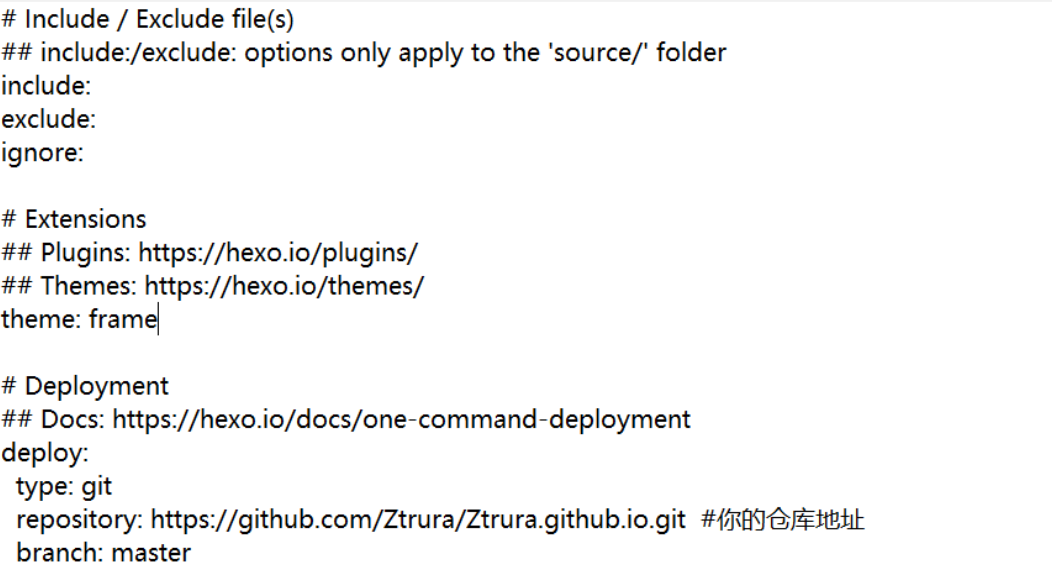 # Include / Exclude file(s)
## include:/exclude: options only apply to the 'source/' folder
include:
exclude:
ignore:
# Extensions
## Plugins: https://hexo.io/plugins/
## Themes: https://hexo.io/themes/
theme: frame
# Deployment
## Docs: https://hexo.io/docs/one-command-deployment
deploy:
  type: git
  repository: https://github.com/Ztrura/Ztrura.github.io.git  #你的仓库地址
  branch: master